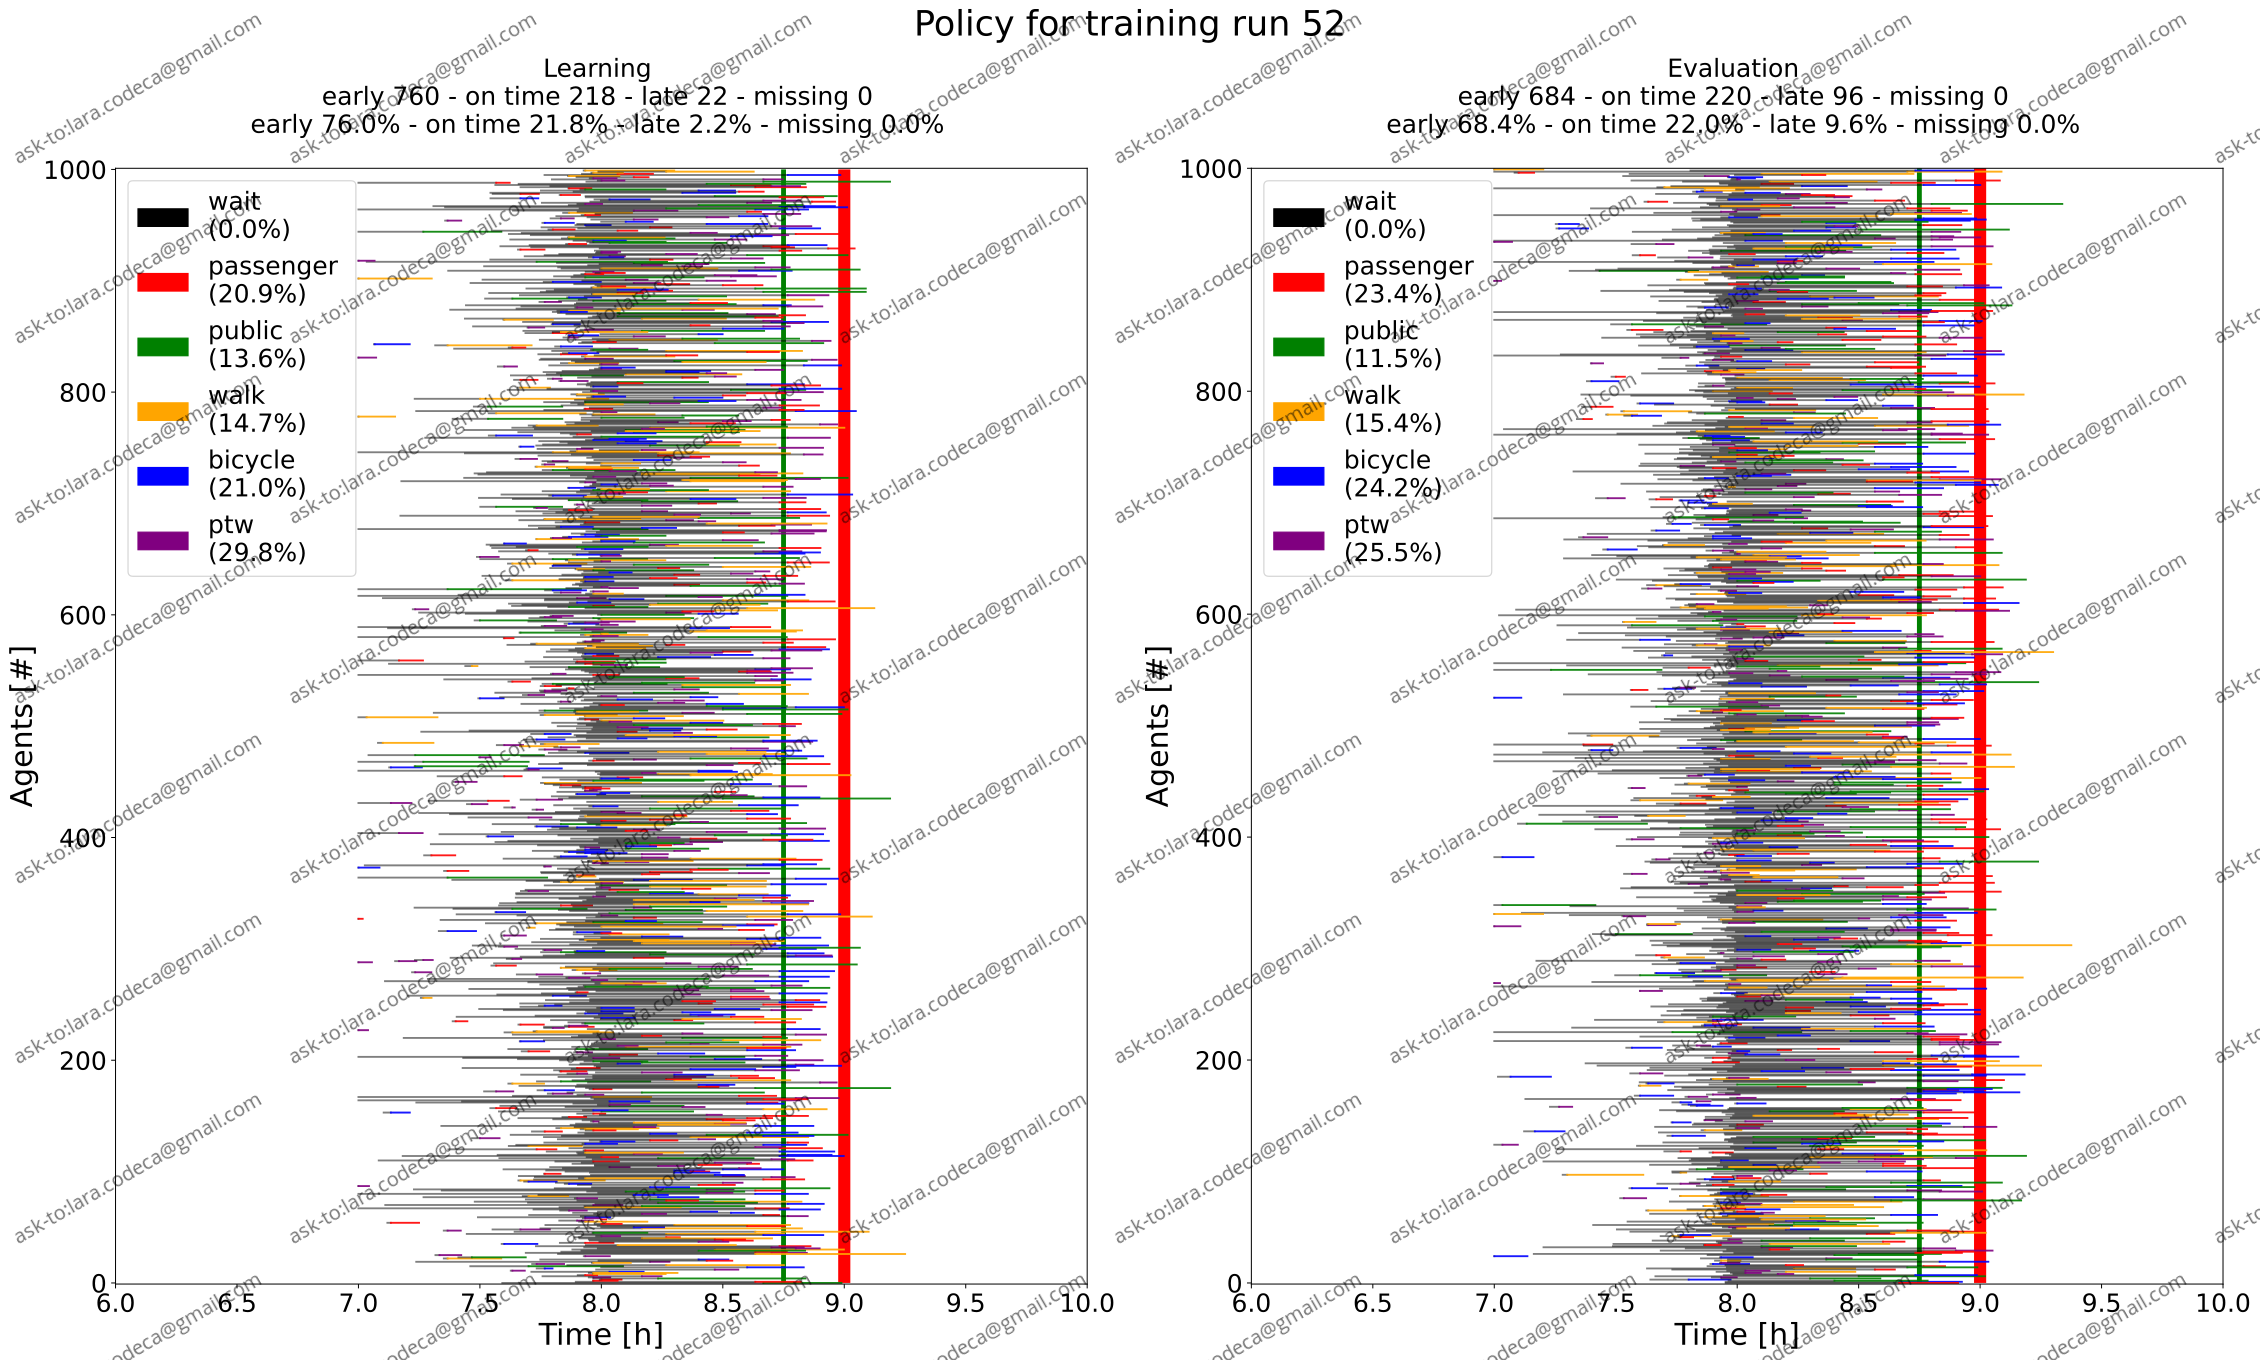 Policy for training run 52
Learning
early 760 - on time 218 - late 22 - missing 0
early 76.0% - on time 21.8% - late 2.2% - missing 0.0%
Evaluation
early 684 - on time 220 - late 96 - missing 0
early 68.4% - on time 22.0% - late 9.6% - missing 0.0%
1000
800
600
400
200
0
Agents [#]
wait
(0.0%)
passenger
(20.9%)
public
(13.6%)
walk
(14.7%)
bicycle
(21.0%)
ptw
(29.8%)
6.0 6.5 7.0 7.5 8.0 8.5 9.0 9.5 10.0
Time [h]
1000
800
600
400
200
0
Agents [#]
wait
(0.0%)
passenger
(23.4%)
public
(11.5%)
walk
(15.4%)
bicycle
(24.2%)
ptw
(25.5%)
6.0 6.5 7.0 7.5 8.0 8.5 9.0 9.5 10.0
Time [h]
ask-to:lara.codeca@gmail.com